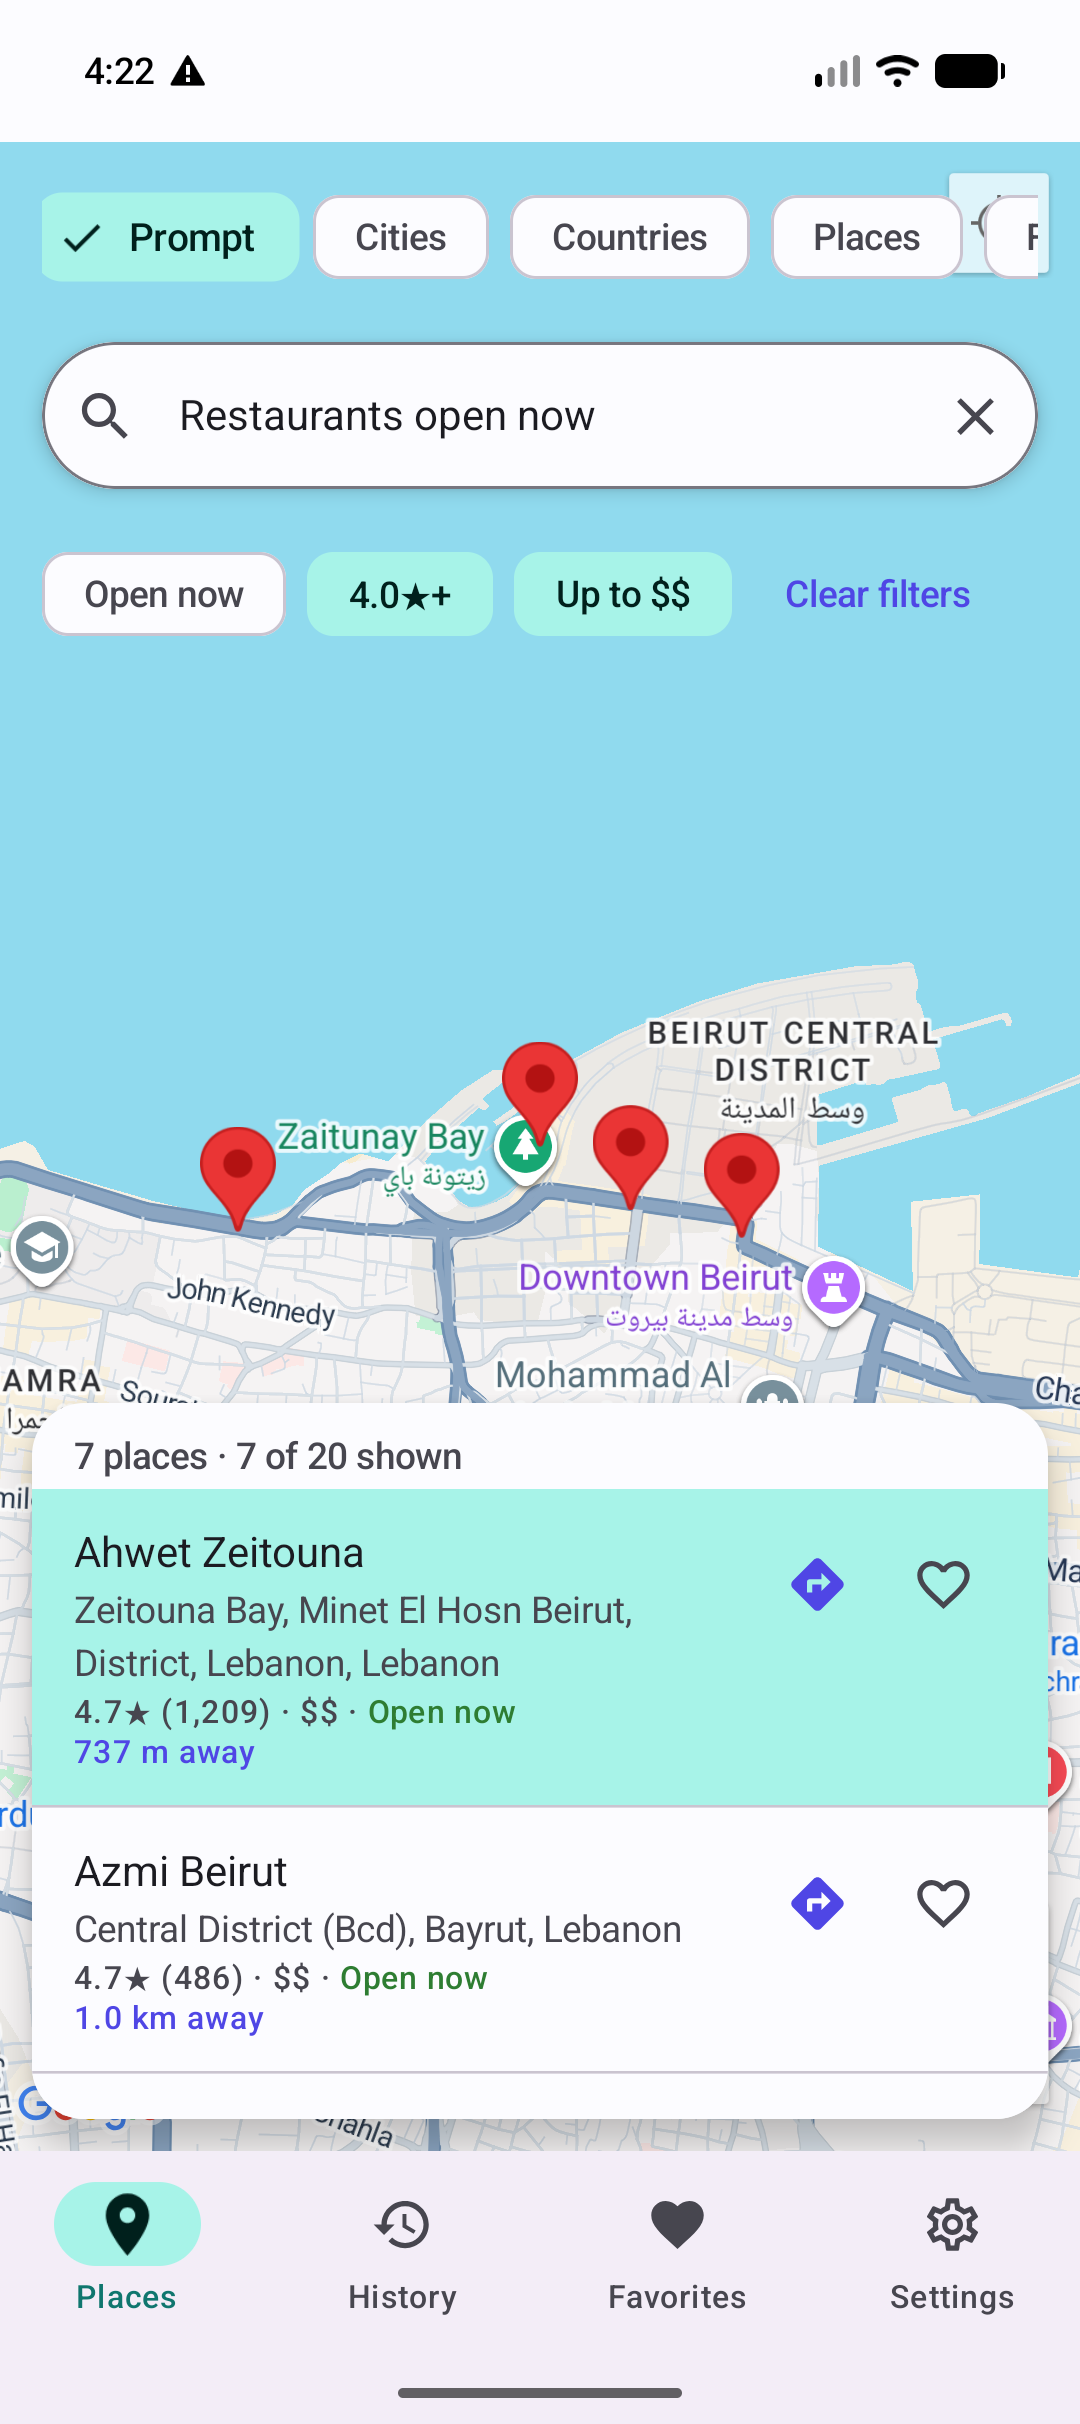 4:22
Prompt
Cities
Countries
Places
Restaurants open now
Open now
4.0★+
Up to $$
Clear filters
BEIRUT CENTRAL
DISTRICT
وسط المدينة
Zaitunay Bay
زيتونة باي
Downtown Beirut
وسط مدينة بيروت
John Kennedy
Mohammad Al
AMRA
7 places · 7 of 20 shown
Ahwet Zeitouna
Zeitouna Bay, Minet El Hosn Beirut,
District, Lebanon, Lebanon
4.7★ (1,209) · $$ · Open now
737 m away
Azmi Beirut
Central District (Bcd), Bayrut, Lebanon
4.7★ (486) · $$ · Open now
1.0 km away
Places
History
Favorites
Settings